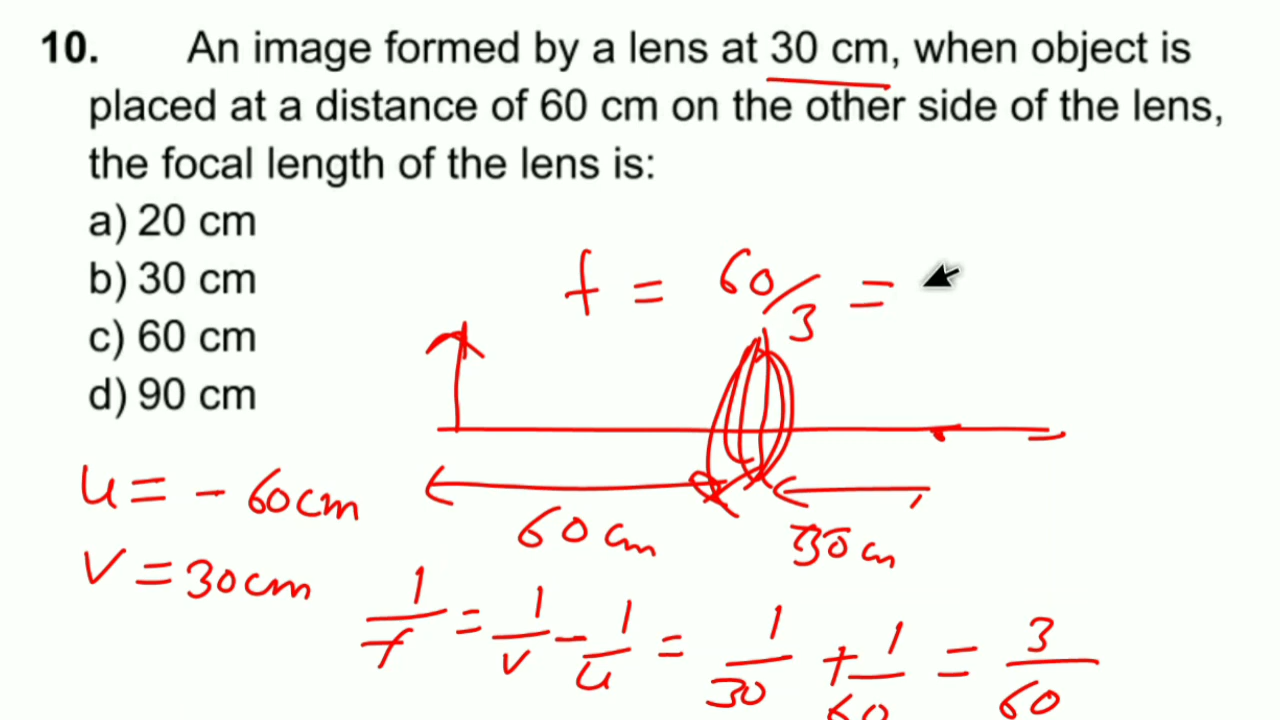 10. An image formed by a lens at 30 cm, when object is
placed at a distance of 60 cm on the other side of the lens,
the focal length of the lens is:
a) 20 cm
b) 30 cm
c) 60 cm
d) 90 cm
f = 60/3 =
u = - 60cm
60 cm
30 cm
v = 30cm
1/f = 1/v - 1/u = 1/30 + 1/60 = 3/60